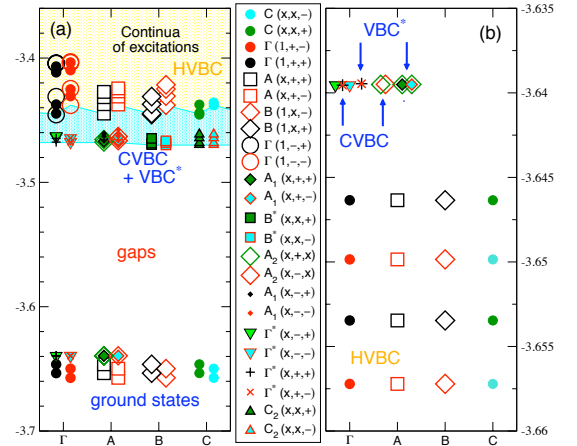 (a)
Continua
of excitations
HVBC
CVBC
+ VBC*
gaps
ground states
-3.4
-3.5
-3.6
-3.7
Γ A B C
C (x,x,−)
C (x,x,+)
Γ (1,+,−)
Γ (1,+,+)
A (x,+,+)
A (x,+,−)
B (1,x,−)
B (1,x,+)
Γ (1,−,+)
Γ (1,−,−)
A₁ (x,+,+)
A₁ (x,+,−)
B* (x,x,+)
B* (x,x,−)
A₂ (x,+,x)
A₂ (x,−,x)
A₁ (x,−,+)
A₁ (x,−,−)
Γ* (x,−,+)
Γ* (x,−,−)
Γ* (x,+,+)
Γ* (x,+,−)
C₂ (x,x,+)
C₂ (x,x,−)
(b)
VBC*
CVBC
HVBC
-3.635
-3.64
-3.645
-3.65
-3.655
-3.66
Γ A B C